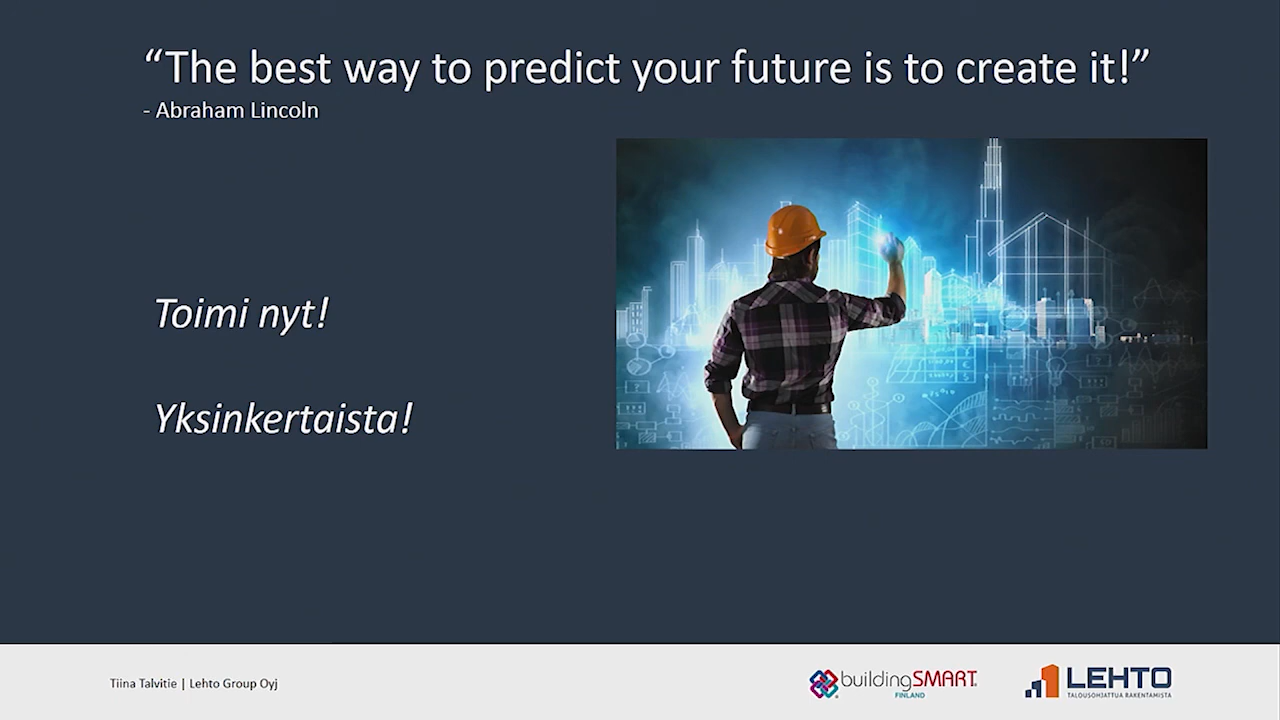 “The best way to predict your future is to create it!”
- Abraham Lincoln
Toimi nyt!
Yksinkertaista!
Tiina Talvitie | Lehto Group Oyj
buildingSMART
FINLAND
LEHTO
TALOUSOHJATTUA RAKENTAMISTA